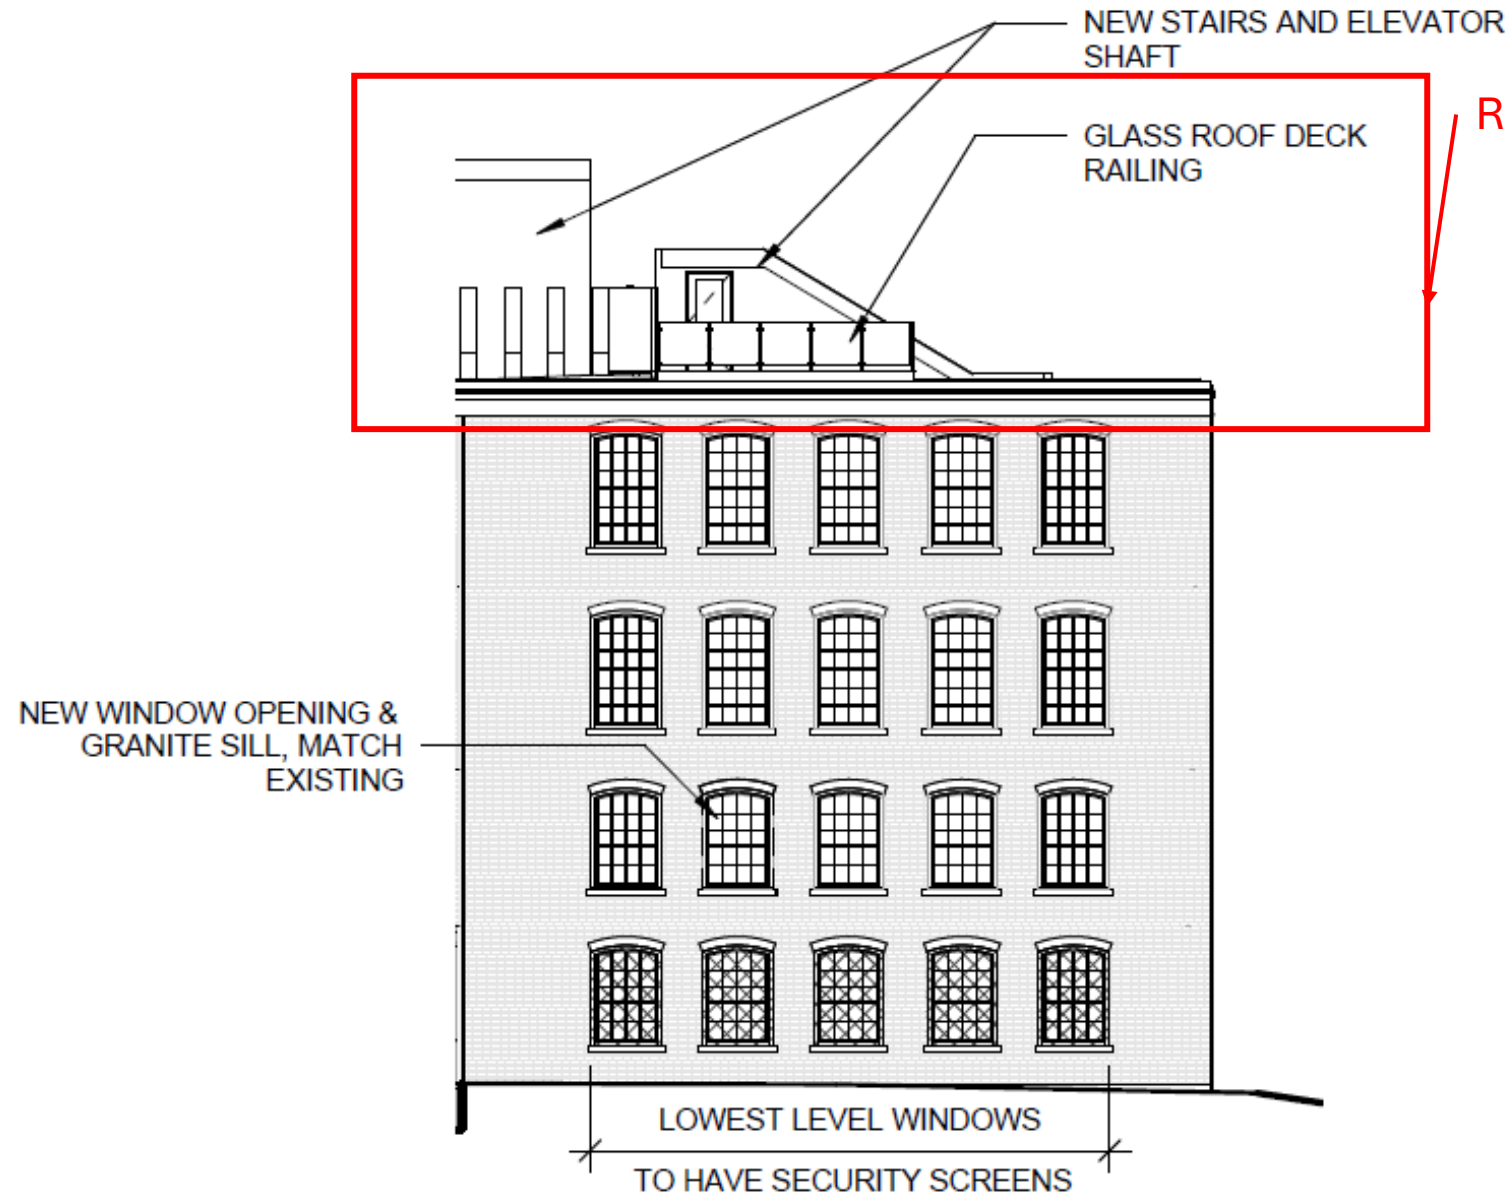 NEW STAIRS AND ELEVATOR
SHAFT
R
GLASS ROOF DECK
RAILING
NEW WINDOW OPENING &
GRANITE SILL, MATCH
EXISTING
LOWEST LEVEL WINDOWS
TO HAVE SECURITY SCREENS